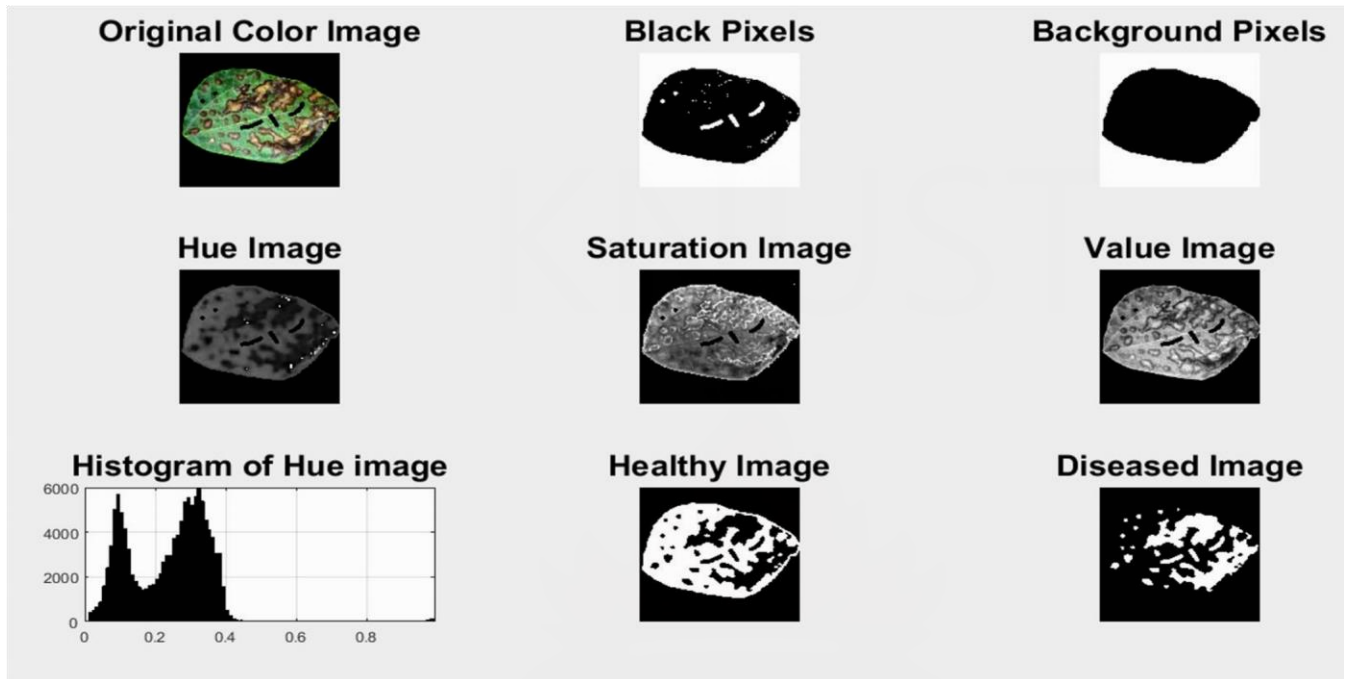 Original Color Image
Black Pixels
Background Pixels
Hue Image
Saturation Image
Value Image
Histogram of Hue image
6000
4000
2000
0
0 0.2 0.4 0.6 0.8
Healthy Image
Diseased Image
KNUST